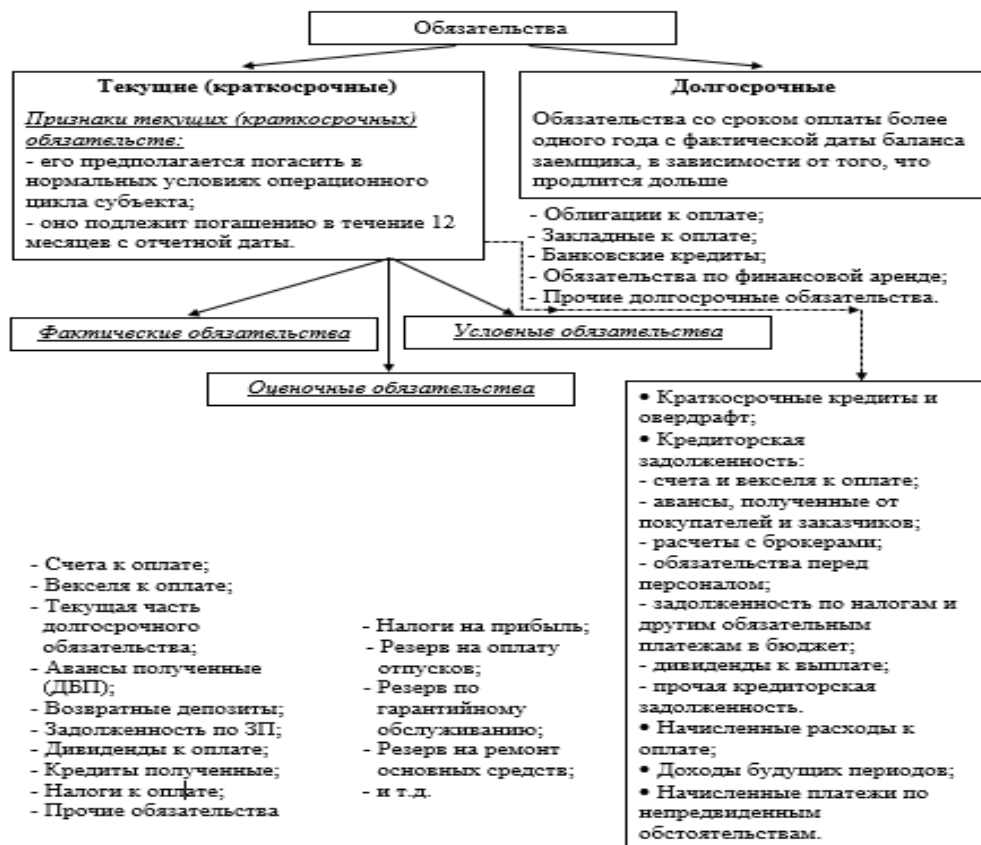 Обязательства
Текущие (краткосрочные)
Признаки текущих (краткосрочных)
обязательств:
- его предполагается погасить в
нормальных условиях операционного
цикла субъекта;
- оно подлежит погашению в течение 12
месяцев с отчетной даты.
Долгосрочные
Обязательства со сроком оплаты более
одного года с фактической даты баланса
заемщика, в зависимости от того, что
продлится дольше
- Облигации к оплате;
- Закладные к оплате;
- Банковские кредиты;
- Обязательства по финансовой аренде;
- Прочие долгосрочные обязательства.
Фактические обязательства
Условные обязательства
Оценочные обязательства
- Счета к оплате;
- Векселя к оплате;
- Текущая часть
долгосрочного
обязательства;
- Авансы полученные
(ДБП);
- Возвратные депозиты;
- Задолженность по ЗП;
- Дивиденды к оплате;
- Кредиты полученные;
- Налоги к оплате;
- Прочие обязательства
- Налоги на прибыль;
- Резерв на оплату
отпусков;
- Резерв по
гарантийному
обслуживанию;
- Резерв на ремонт
основных средств;
- и т.д.
• Краткосрочные кредиты и
овердрафт;
• Кредиторская
задолженность:
- счета и векселя к оплате;
- авансы, полученные от
покупателей и заказчиков;
- расчеты с брокерами;
- обязательства перед
персоналом;
- задолженность по налогам и
другим обязательным
платежам в бюджет;
- дивиденды к выплате;
- прочая кредиторская
задолженность.
• Начисленные расходы к
оплате;
• Доходы будущих периодов;
• Начисленные платежи по
непредвиденным
обстоятельствам.